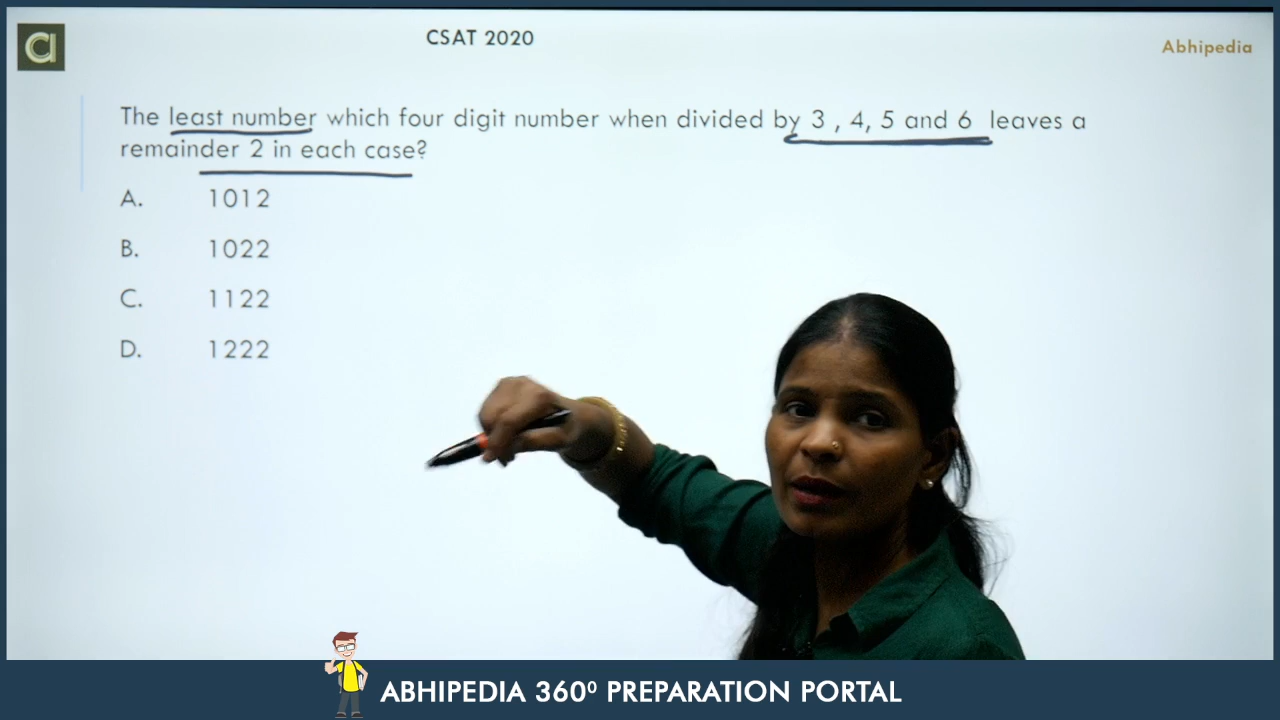 CSAT 2020
Abhipedia
The least number which four digit number when divided by 3 , 4, 5 and 6 leaves a
remainder 2 in each case?
A. 1012
B. 1022
C. 1122
D. 1222
ABHIPEDIA 360⁰ PREPARATION PORTAL